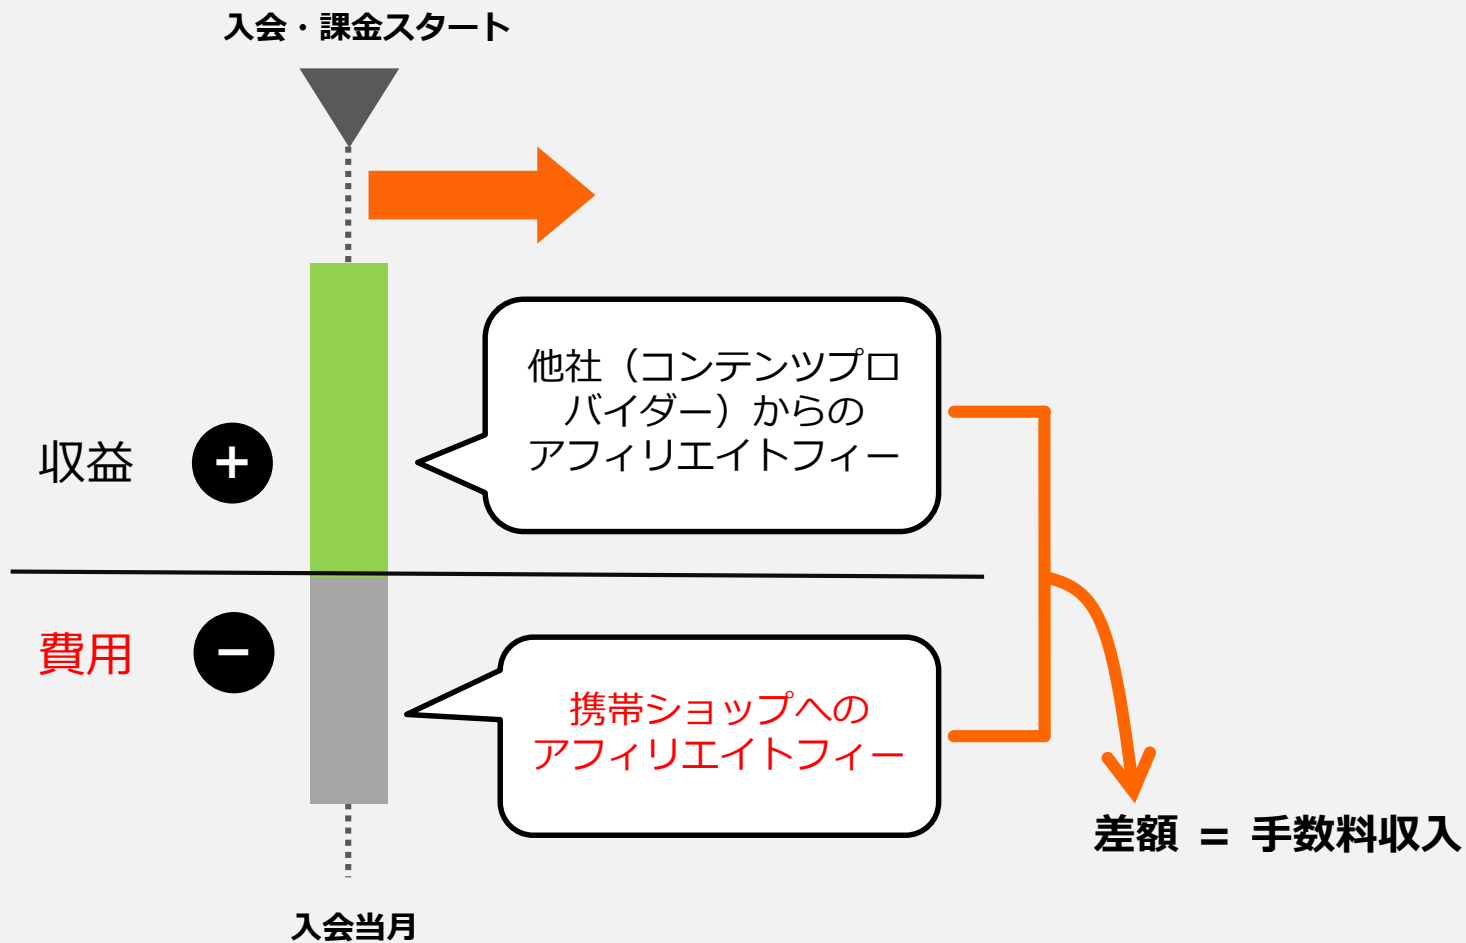 入会・課金スタート
他社（コンテンツプロ
バイダー）からの
アフィリエイトフィー
収益
+
費用
−
携帯ショップへの
アフィリエイトフィー
差額 = 手数料収入
入会当月